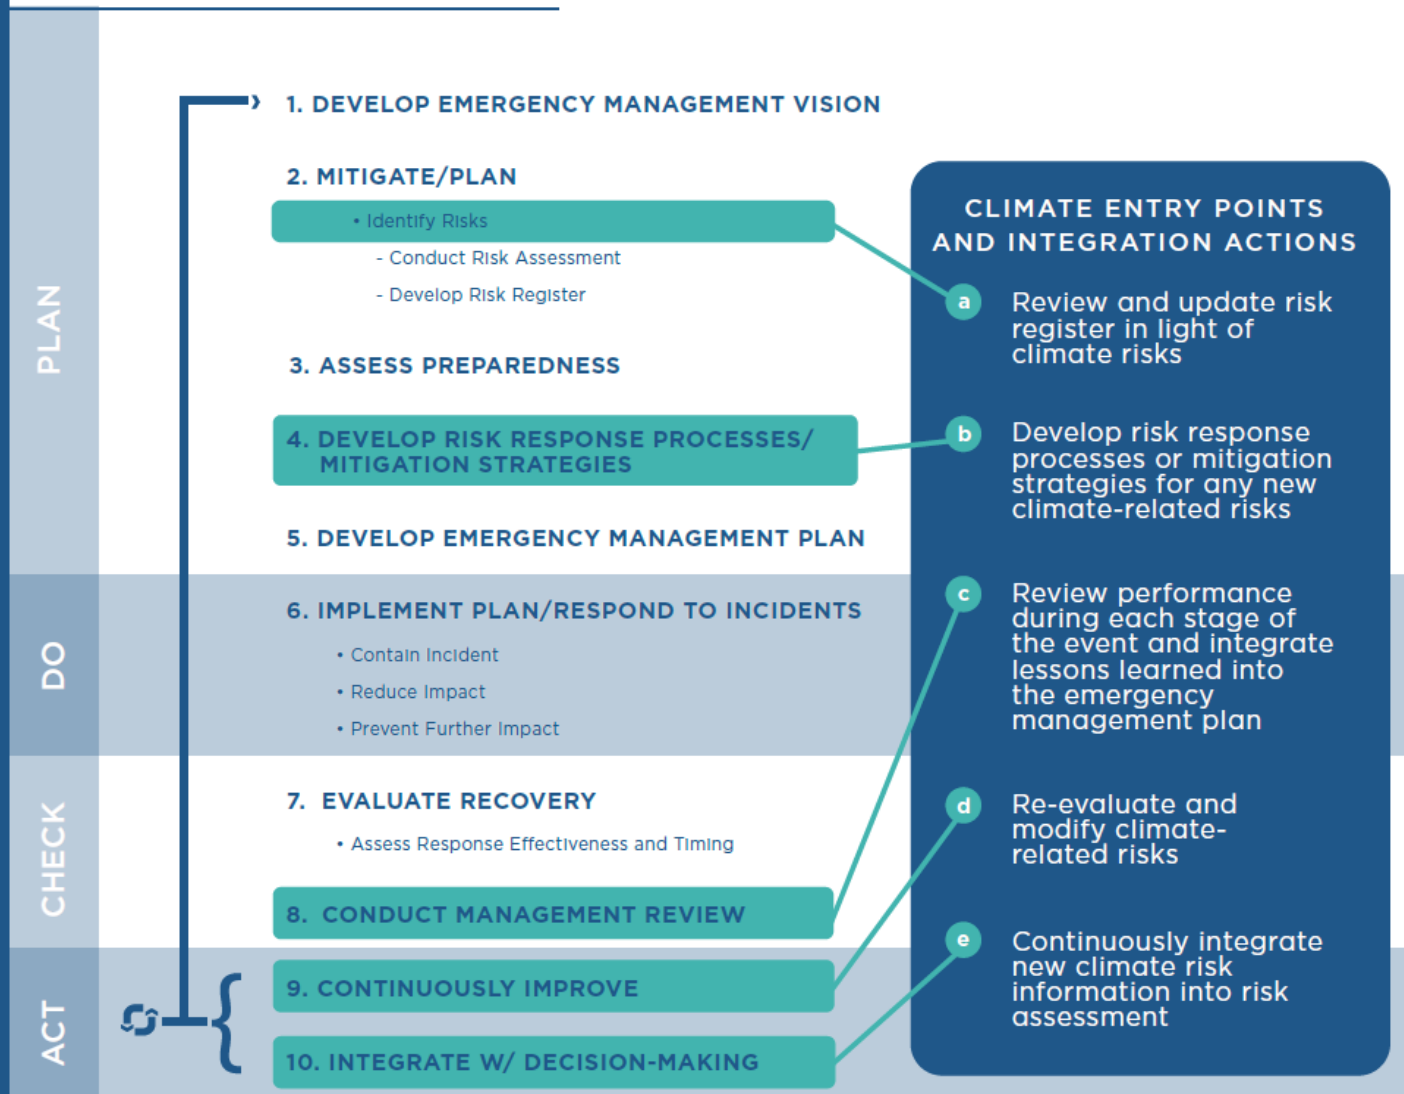 PLAN
1. DEVELOP EMERGENCY MANAGEMENT VISION
2. MITIGATE/PLAN
• Identify Risks
- Conduct Risk Assessment
- Develop Risk Register
3. ASSESS PREPAREDNESS
4. DEVELOP RISK RESPONSE PROCESSES/
MITIGATION STRATEGIES
5. DEVELOP EMERGENCY MANAGEMENT PLAN
DO
6. IMPLEMENT PLAN/RESPOND TO INCIDENTS
• Contain Incident
• Reduce Impact
• Prevent Further Impact
CHECK
7. EVALUATE RECOVERY
• Assess Response Effectiveness and Timing
8. CONDUCT MANAGEMENT REVIEW
ACT
9. CONTINUOUSLY IMPROVE
10. INTEGRATE W/ DECISION-MAKING
CLIMATE ENTRY POINTS
AND INTEGRATION ACTIONS
a Review and update risk
register in light of
climate risks
b Develop risk response
processes or mitigation
strategies for any new
climate-related risks
c Review performance
during each stage of
the event and integrate
lessons learned into
the emergency
management plan
d Re-evaluate and
modify climate-
related risks
e Continuously integrate
new climate risk
information into risk
assessment